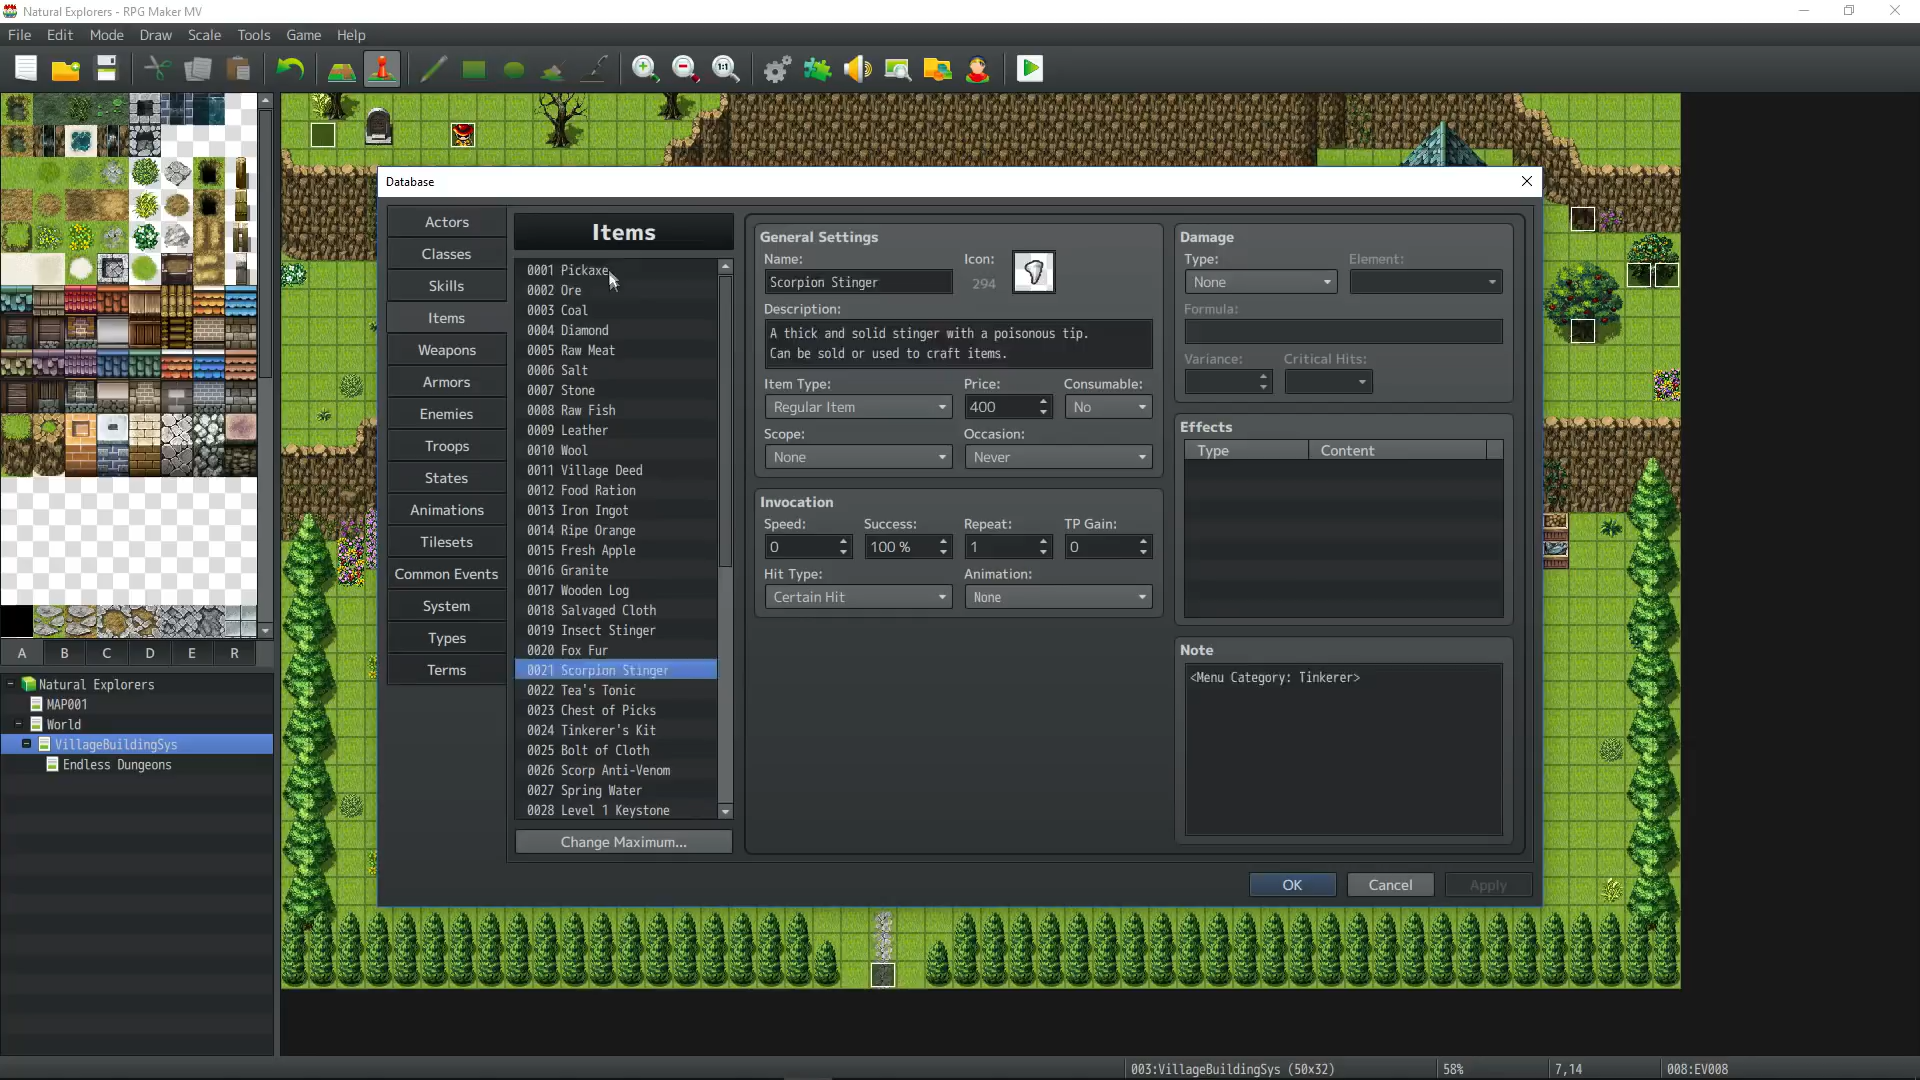 Natural Explorers - RPG Maker MV
File Edit Mode Draw Scale Tools Game Help
1:1
Database
Actors
Classes
Skills
Items
Weapons
Armors
Enemies
Troops
States
Animations
Tilesets
Common Events
System
Types
Terms
Items
0001 Pickaxe
0002 Ore
0003 Coal
0004 Diamond
0005 Raw Meat
0006 Salt
0007 Stone
0008 Raw Fish
0009 Leather
0010 Wool
0011 Village Deed
0012 Food Ration
0013 Iron Ingot
0014 Ripe Orange
0015 Fresh Apple
0016 Granite
0017 Wooden Log
0018 Salvaged Cloth
0019 Insect Stinger
0020 Fox Fur
0021 Scorpion Stinger
0022 Tea's Tonic
0023 Chest of Picks
0024 Tinkerer's Kit
0025 Bolt of Cloth
0026 Scorp Anti-Venom
0027 Spring Water
0028 Level 1 Keystone
Change Maximum...
General Settings
Name: Icon:
Scorpion Stinger 294
Description:
A thick and solid stinger with a poisonous tip.
Can be sold or used to craft items.
Item Type: Price: Consumable:
Regular Item 400 No
Scope: Occasion:
None Never
Invocation
Speed: Success: Repeat: TP Gain:
0 100 % 1 0
Hit Type: Animation:
Certain Hit None
Damage
Type: Element:
None
Formula:
Variance: Critical Hits:
Effects
Type Content
Note
<Menu Category: Tinkerer>
OK Cancel Apply
A B C D E R
Natural Explorers
MAP001
World
VillageBuildingSys
Endless Dungeons
003:VillageBuildingSys (50x32) 58% 7,14 008:EV008